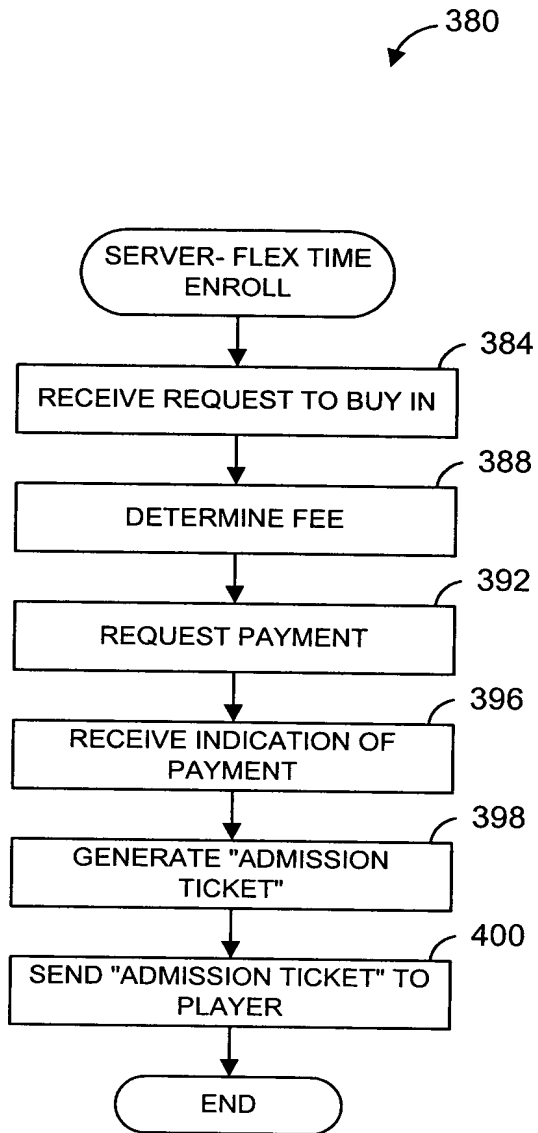 380
SERVER- FLEX TIME
ENROLL
384
RECEIVE REQUEST TO BUY IN
388
DETERMINE FEE
392
REQUEST PAYMENT
396
RECEIVE INDICATION OF
PAYMENT
398
GENERATE "ADMISSION
TICKET"
400
SEND "ADMISSION TICKET" TO
PLAYER
END